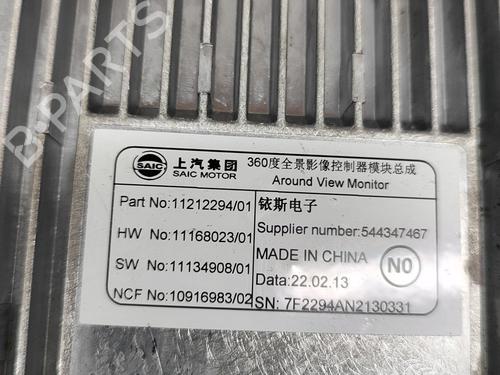 SAIC
上汽集团
SAIC MOTOR
360度全景影像控制器模块总成
Around View Monitor
Part No:11212294/01
HW No:11168023/01
SW No:11134908/01
NCF No:10916983/02
铱斯电子
Supplier number:544347467
MADE IN CHINA
Data:22.02.13
SN: 7F2294AN2130331
N0
B-PARTS